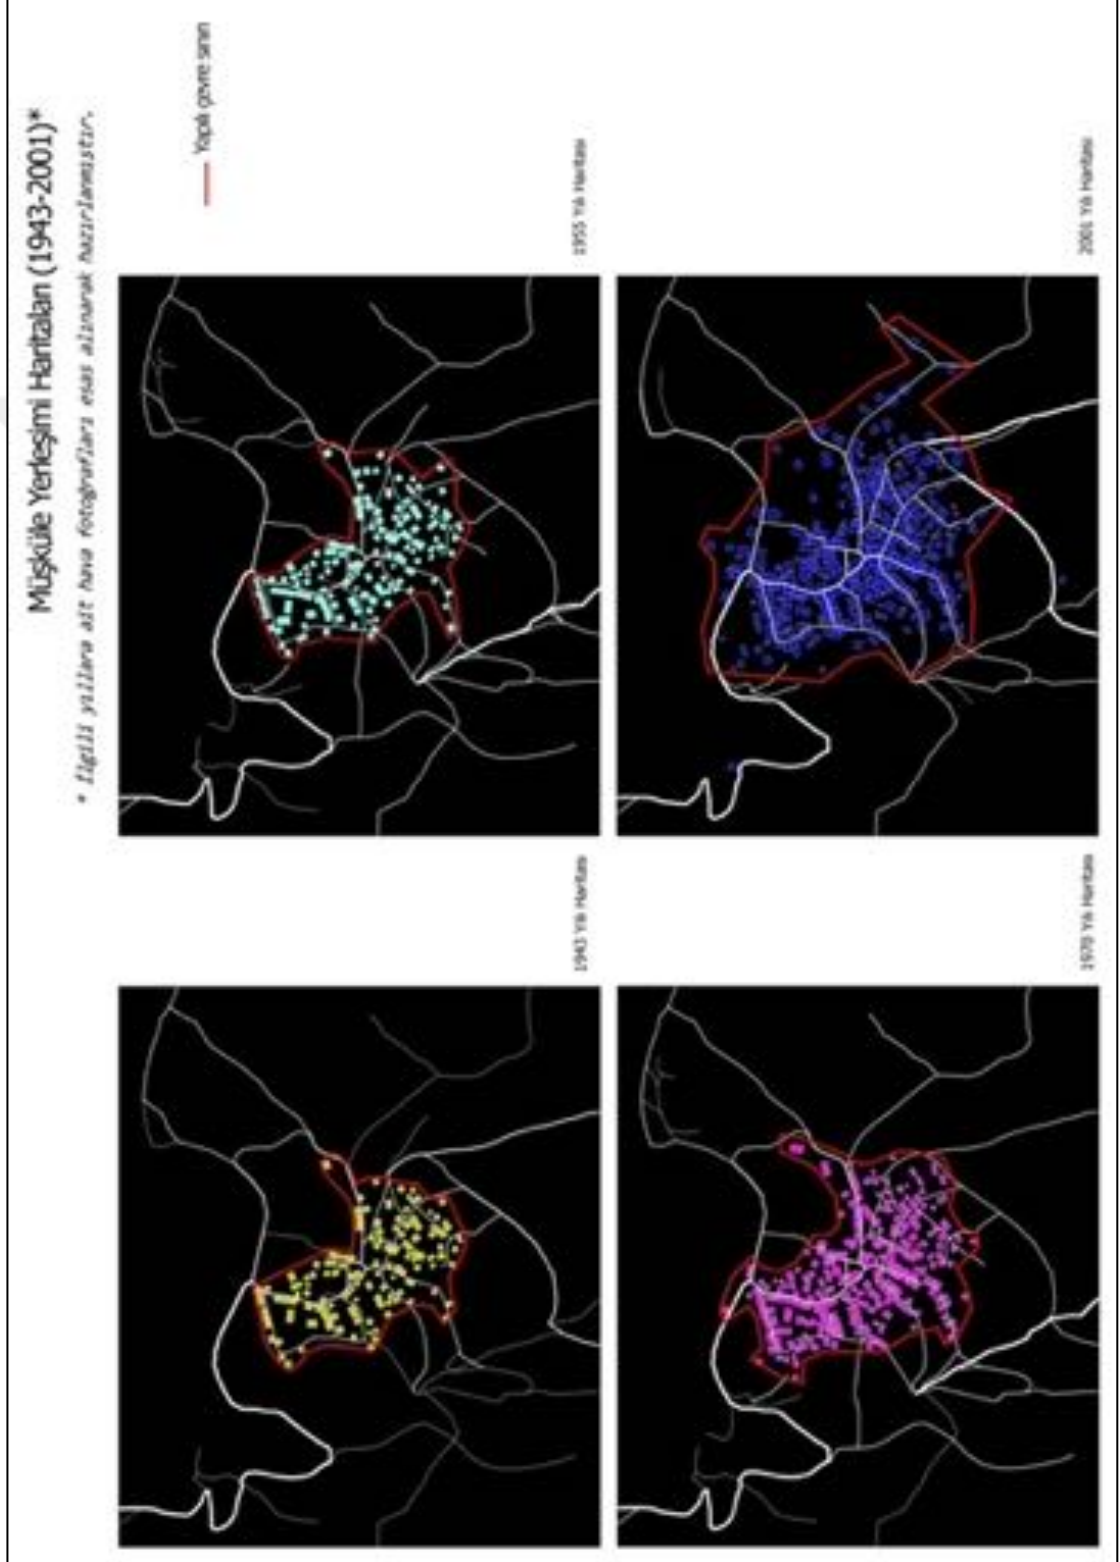 Müşküle Yerleşimi Haritaları (1943-2001)*
* İlgili yıllara ait hava fotoğrafları esas alınarak hazırlanmıştır.
Yapılı çevre sınırı
1943 Yılı Haritası
1955 Yılı Haritası
1970 Yılı Haritası
2001 Yılı Haritası